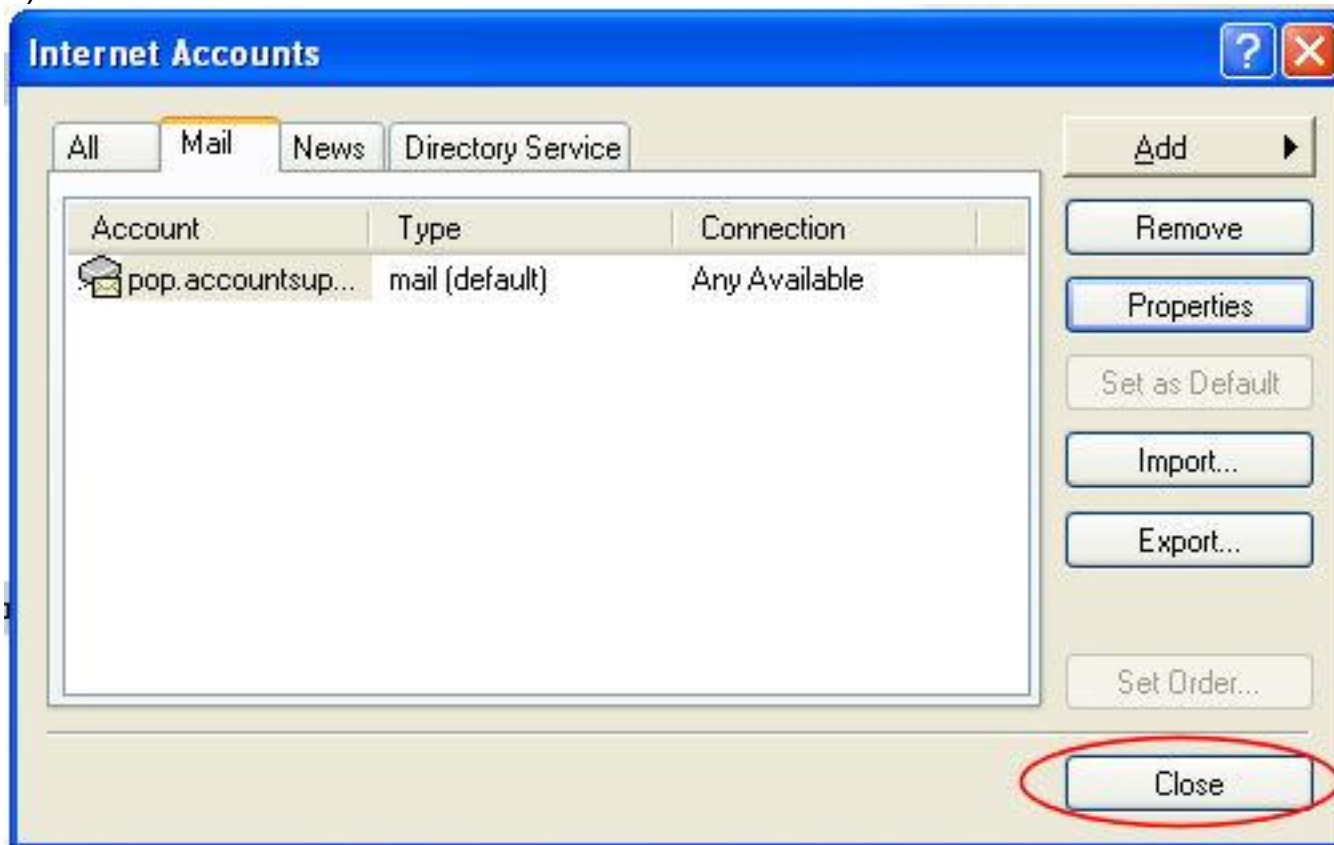 Internet Accounts
All Mail News Directory Service
Account Type Connection
pop.accountsup... mail (default) Any Available
Add
Remove
Properties
Set as Default
Import...
Export...
Set Order...
Close